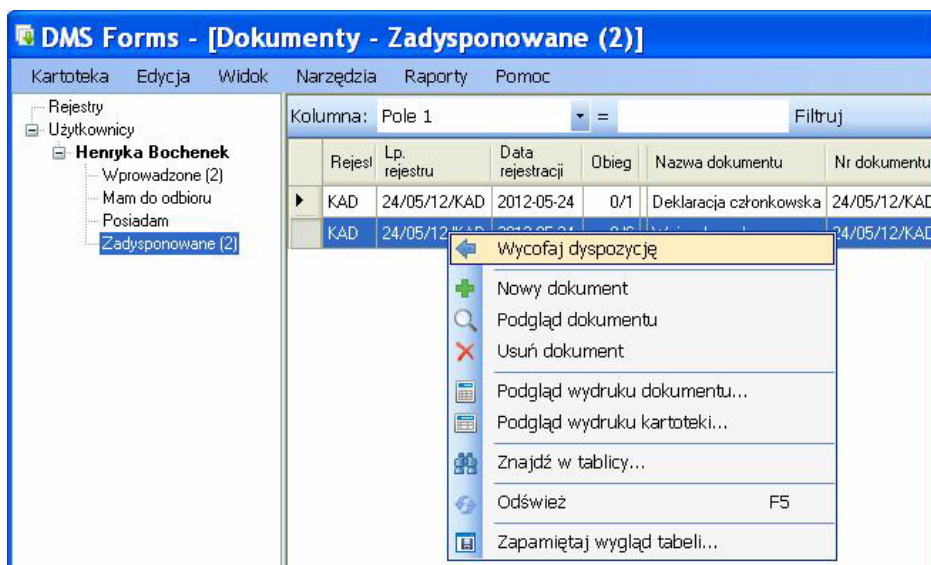 DMS Forms - [Dokumenty - Zadysponowane (2)]
Kartoteka Edycja Widok Narzędzia Raporty Pomoc
Rejestry
Użytkownicy
Henryka Bochenek
Wprowadzone (2)
Mam do odbioru
Posiadam
Zadysponowane (2)
Kolumna: Pole 1 = Filtruj
Rejest Lp. rejestru Data rejestracji Obieg Nazwa dokumentu Nr dokumentu
KAD 24/05/12/KAD 2012-05-24 0/1 Deklaracja członkowska 24/05/12/KAD
KAD 24/05/12/KAD 24/05/12/KAD
Wycofaj dyspozycję
Nowy dokument
Podgląd dokumentu
Usuń dokument
Podgląd wydruku dokumentu...
Podgląd wydruku kartoteki...
Znajdź w tablicy...
Odśwież F5
Zapamiętaj wygląd tabeli...